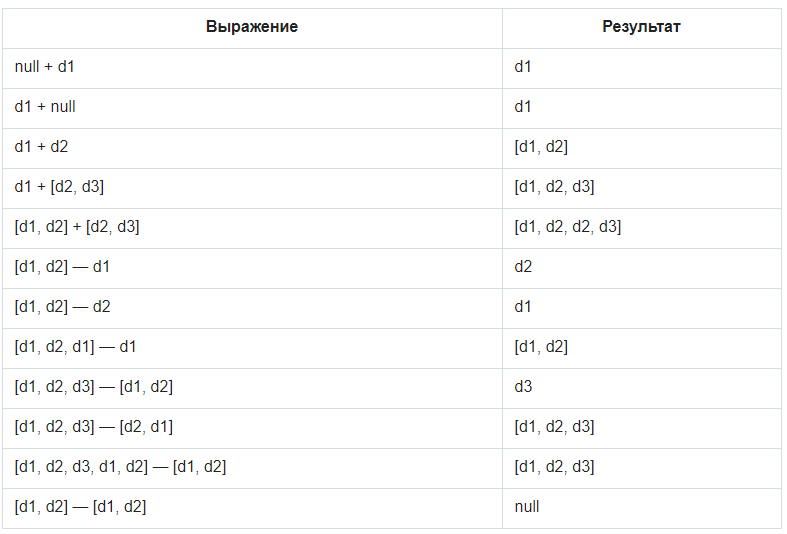 Выражение Результат
null + d1 d1
d1 + null d1
d1 + d2 [d1, d2]
d1 + [d2, d3] [d1, d2, d3]
[d1, d2] + [d2, d3] [d1, d2, d2, d3]
[d1, d2] — d1 d2
[d1, d2] — d2 d1
[d1, d2, d1] — d1 [d1, d2]
[d1, d2, d3] — [d1, d2] d3
[d1, d2, d3] — [d2, d1] [d1, d2, d3]
[d1, d2, d3, d1, d2] — [d1, d2] [d1, d2, d3]
[d1, d2] — [d1, d2] null